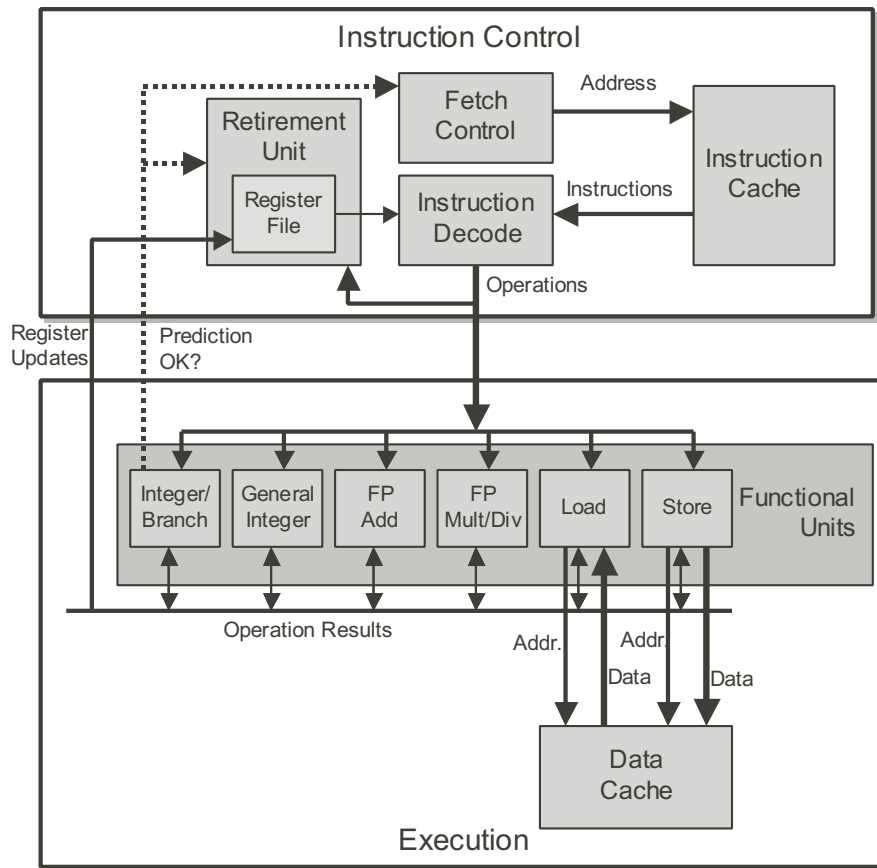 Instruction Control
Fetch
Control
Address
Retirement
Unit
Instruction
Cache
Register
File
Instruction
Decode
Instructions
Operations
Register
Updates
Prediction
OK?
Integer/
Branch
General
Integer
FP
Add
FP
Mult/Div
Load
Store
Functional
Units
Operation Results
Addr.
Addr.
Data
Data
Data
Cache
Execution